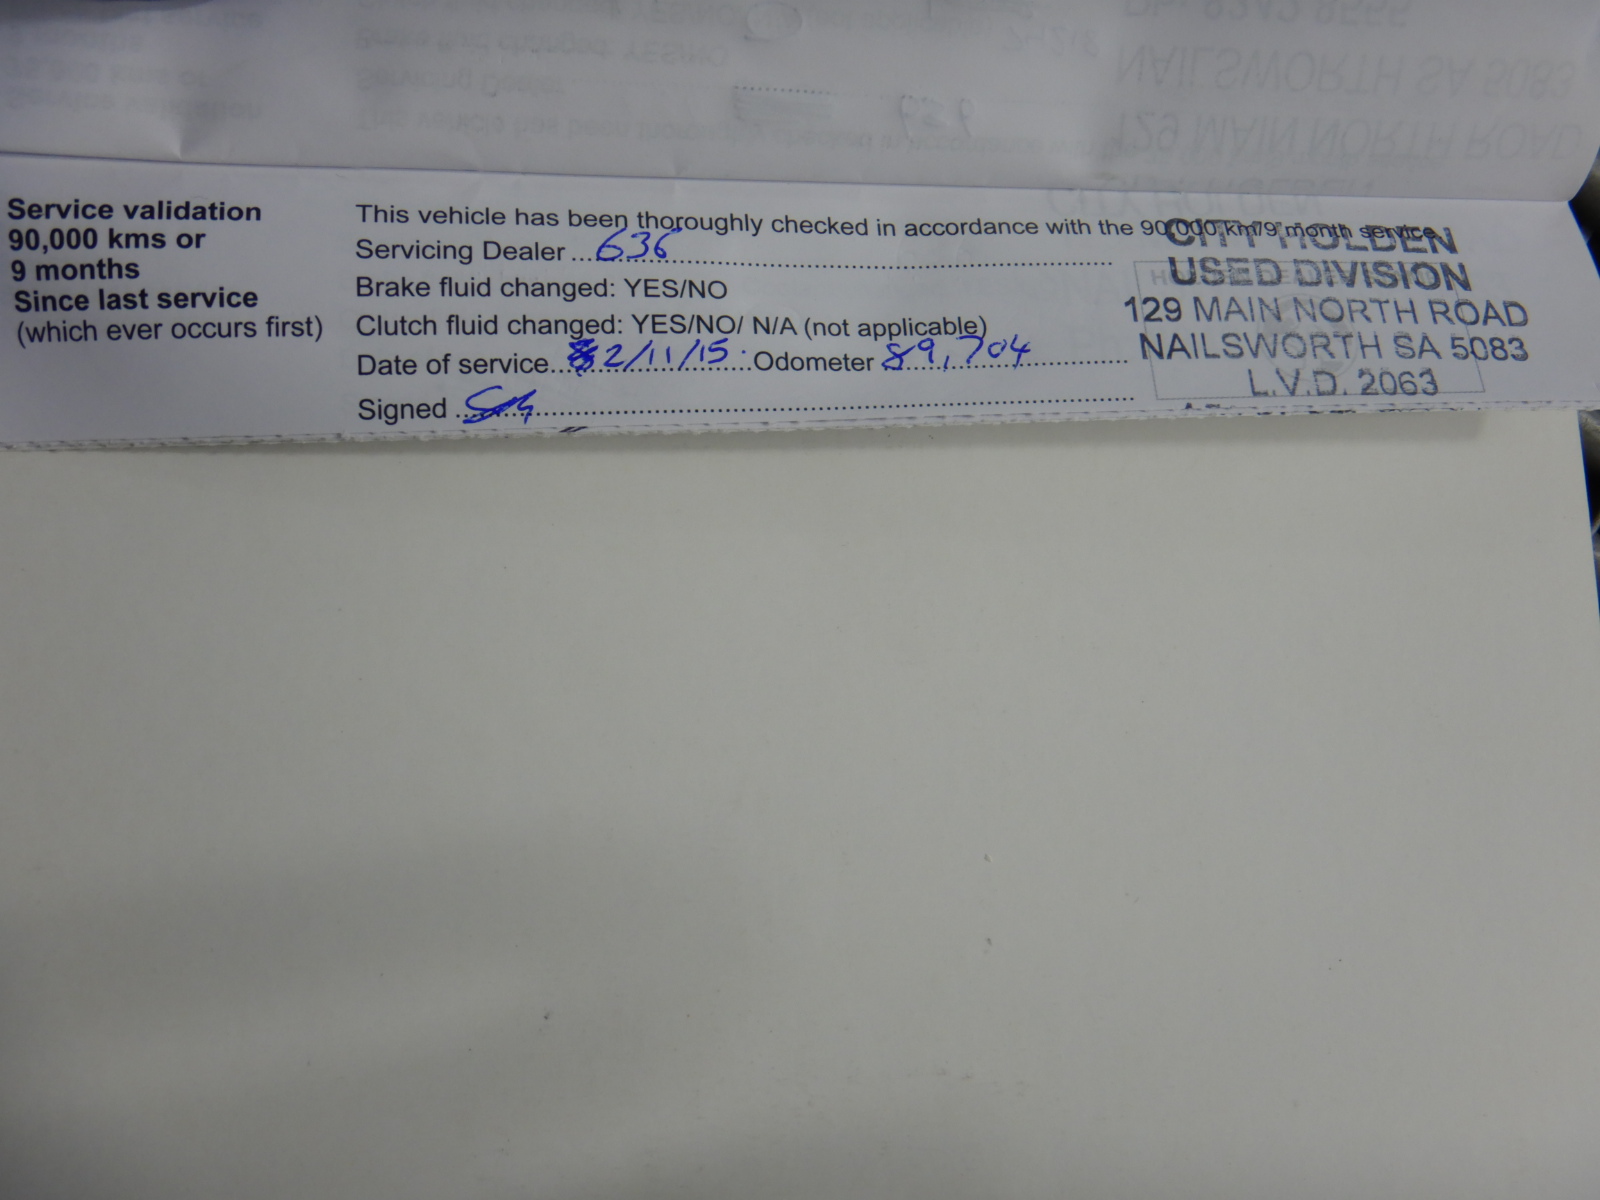 Service validation
90,000 kms or
9 months
Since last service
(which ever occurs first)
This vehicle has been thoroughly checked in accordance with the 90,000 km/9 month service
Servicing Dealer ... 636
Brake fluid changed: YES/NO
Clutch fluid changed: YES/NO/ N/A (not applicable)
Date of service... 2/11/15 Odometer 89,704
Signed
CITY HOLDEN
USED DIVISION
129 MAIN NORTH ROAD
NAILSWORTH SA 5083
L.V.D. 2063